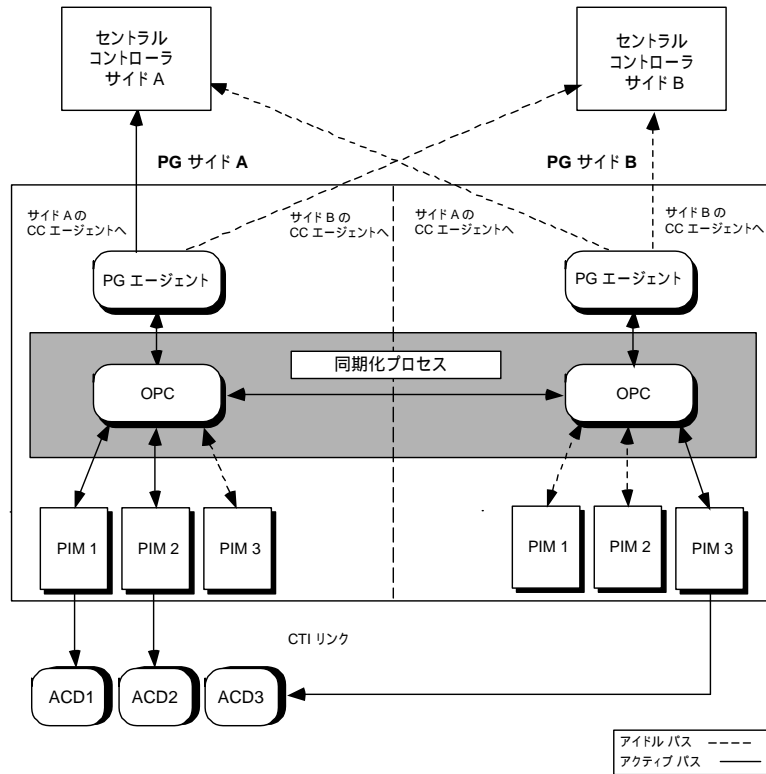 セントラル
コントローラ
サイド A
セントラル
コントローラ
サイド B
PG サイド A
PG サイド B
サイド A の
CC エージェントへ
サイド B の
CC エージェントへ
サイド A の
CC エージェントへ
サイド B の
CC エージェントへ
PG エージェント
PG エージェント
同期化プロセス
OPC
OPC
PIM 1
PIM 2
PIM 3
PIM 1
PIM 2
PIM 3
CTI リンク
ACD1
ACD2
ACD3
アイドル パス
アクティブ パス